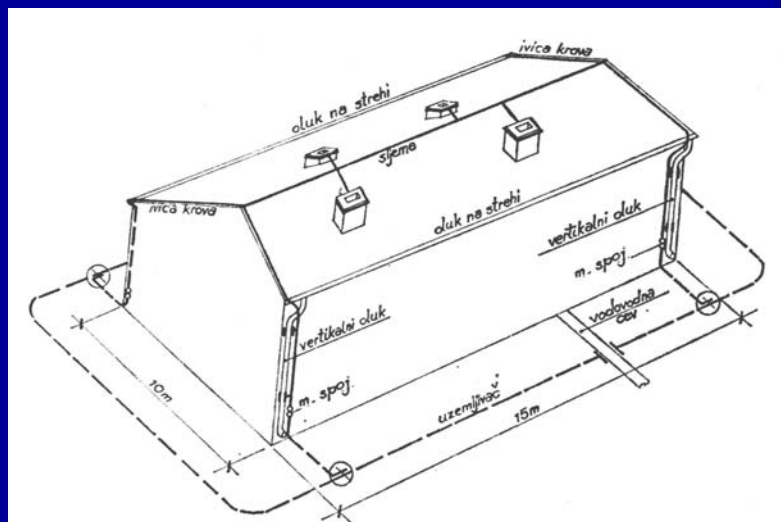 ivica krova
oluk na strehi
sljema
ivica krova
oluk na strehi
vertikalni oluk
m. spoj
vodovodna
cev
vertikalni oluk
10m
m. spoj
uzemljivač
15m